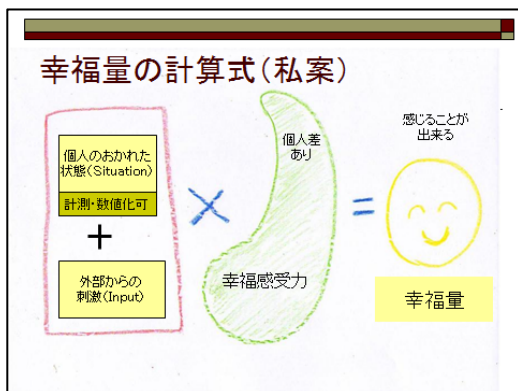 幸福量の計算式(私案)
個人のおかれた
状態(Situation)
計測・数値化可
+
外部からの
刺激(Input)
×
個人差
あり
幸福感受力
=
感じることが
出来る
幸福量